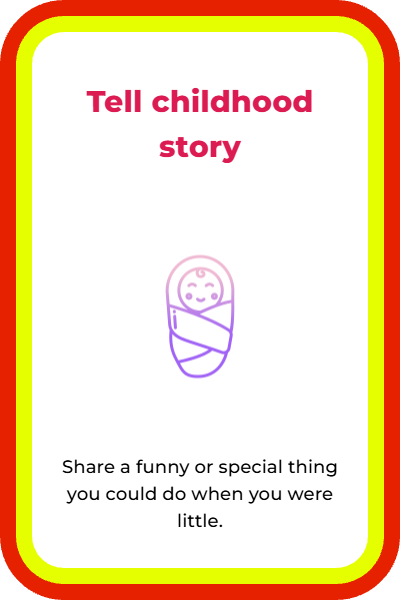 Tell childhood
story
Share a funny or special thing
you could do when you were
little.